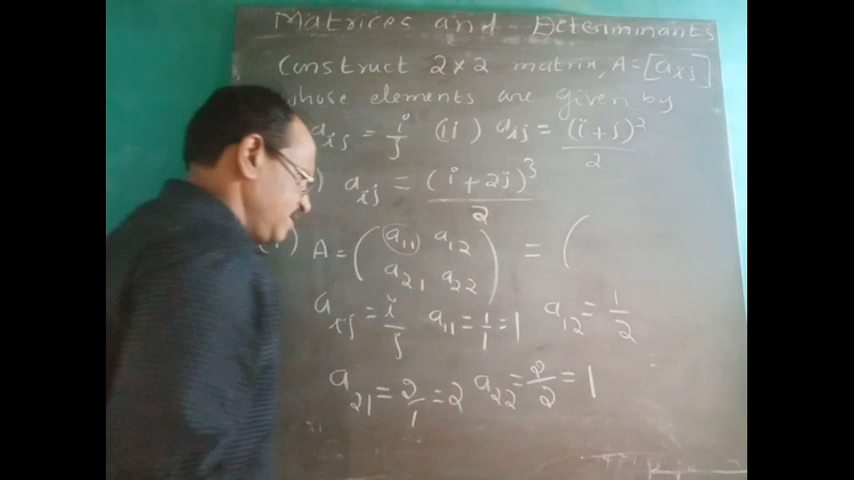 Matrices and Determinants
Construct 2×2 matrix, A = [aij]
whose elements are given by
aij = i/j (ii) aij = (i+j)²/2
) aij = (i+2j)³/2
(i) A = ( a11 a12 ) = (
a21 a22
aij = i/j a11 = 1/1 = 1 a12 = 1/2
a21 = 2/1 = 2 a22 = 2/2 = 1